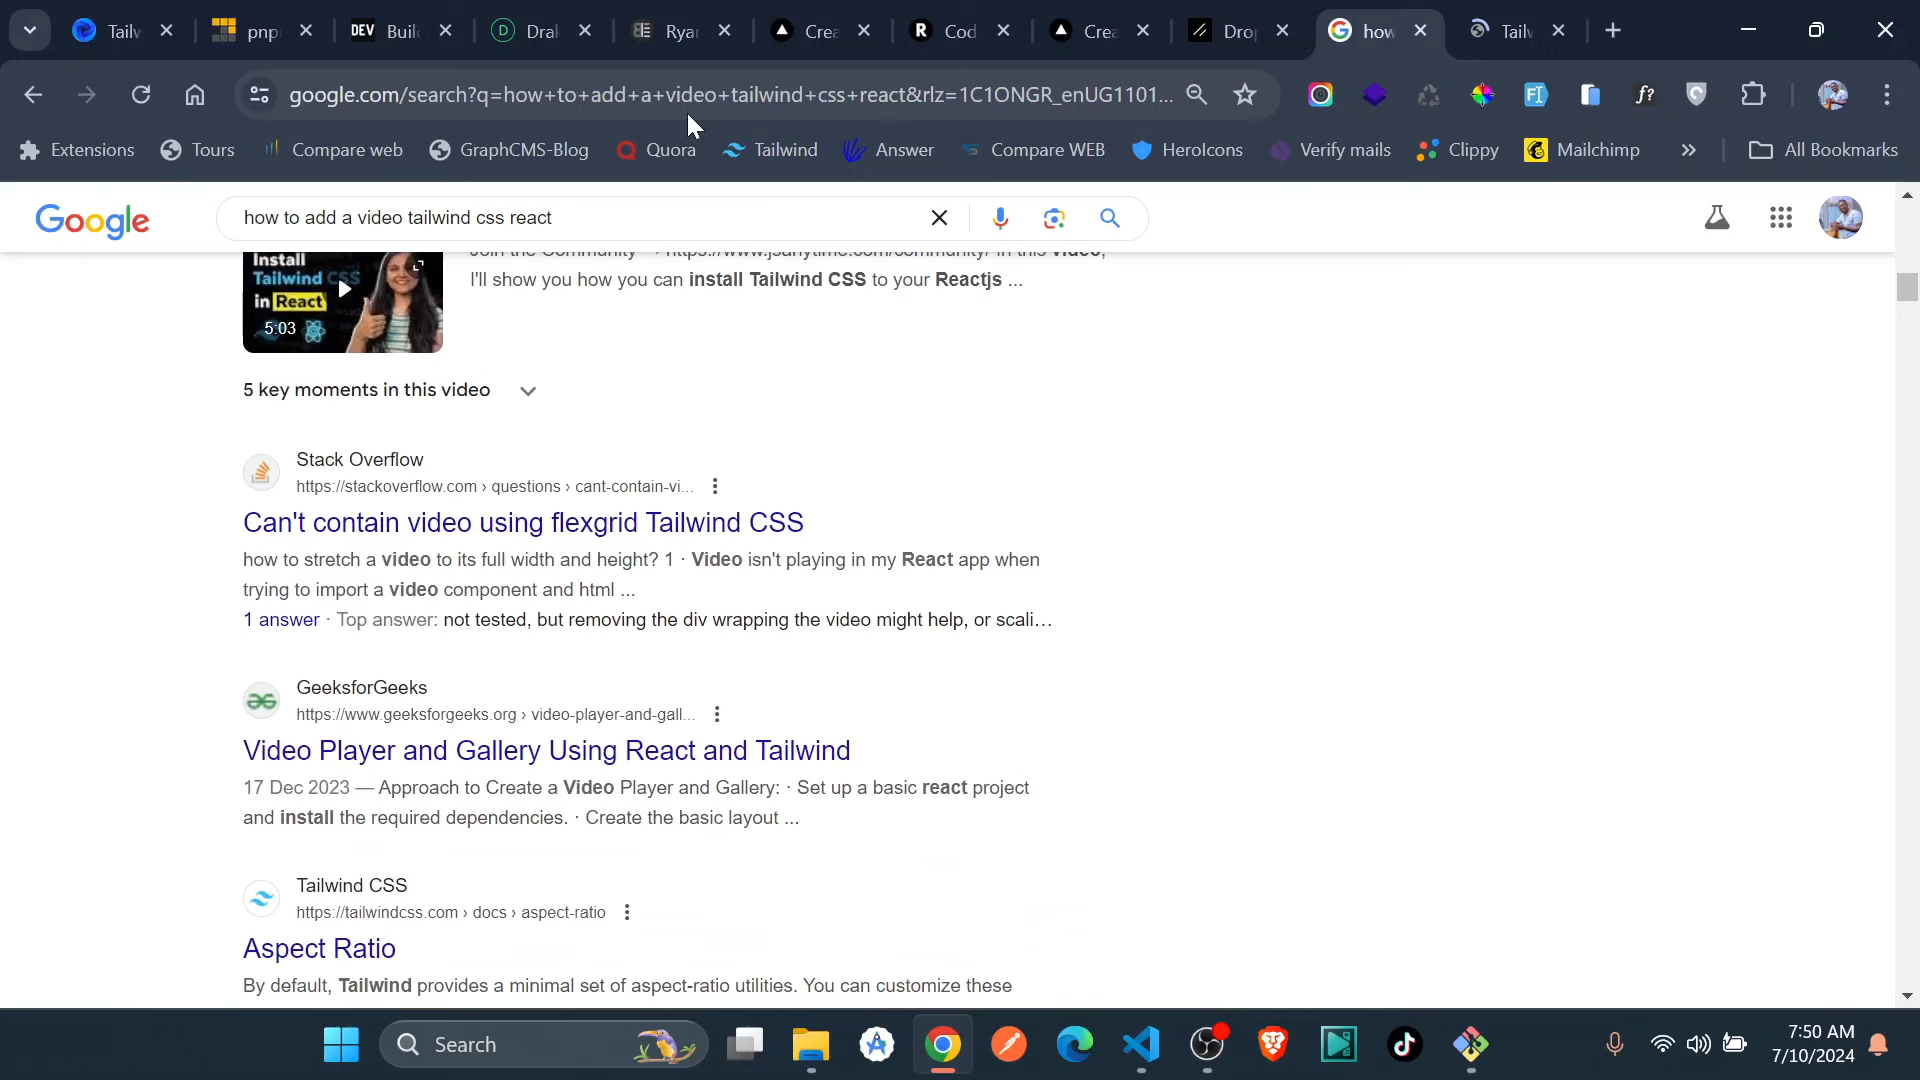 Tailw
pnp
DEV Buil
Dra
Ryan
Crea
R Cod
Crea
Drop
how
Tailw
google.com/search?q=how+to+add+a+video+tailwind+css+react&rlz=1C1ONGR_enUG1101...
Extensions
Tours
Compare web
GraphCMS-Blog
Quora
Tailwind
Answer
Compare WEB
HeroIcons
Verify mails
Clippy
Mailchimp
»
All Bookmarks
Google
how to add a video tailwind css react
Install
Tailwind CSS
in React
5:03
I'll show you how you can install Tailwind CSS to your Reactjs ...
5 key moments in this video
Stack Overflow
https://stackoverflow.com › questions › cant-contain-vi...
Can't contain video using flexgrid Tailwind CSS
how to stretch a video to its full width and height? 1 · Video isn't playing in my React app when
trying to import a video component and html ...
1 answer · Top answer: not tested, but removing the div wrapping the video might help, or scali...
GeeksforGeeks
https://www.geeksforgeeks.org › video-player-and-gall...
Video Player and Gallery Using React and Tailwind
17 Dec 2023 — Approach to Create a Video Player and Gallery: · Set up a basic react project
and install the required dependencies. · Create the basic layout ...
Tailwind CSS
https://tailwindcss.com › docs › aspect-ratio
Aspect Ratio
By default, Tailwind provides a minimal set of aspect-ratio utilities. You can customize these
Search
7:50 AM
7/10/2024